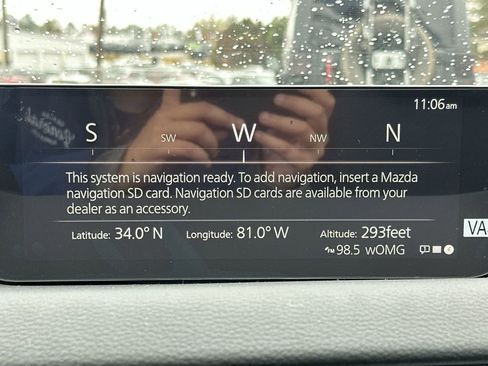 11:06am
S SW W NW N
This system is navigation ready. To add navigation, insert a Mazda
navigation SD card. Navigation SD cards are available from your
dealer as an accessory.
Latitude: 34.0° N Longitude: 81.0° W Altitude: 293feet
FM 98.5 wOMG
VA